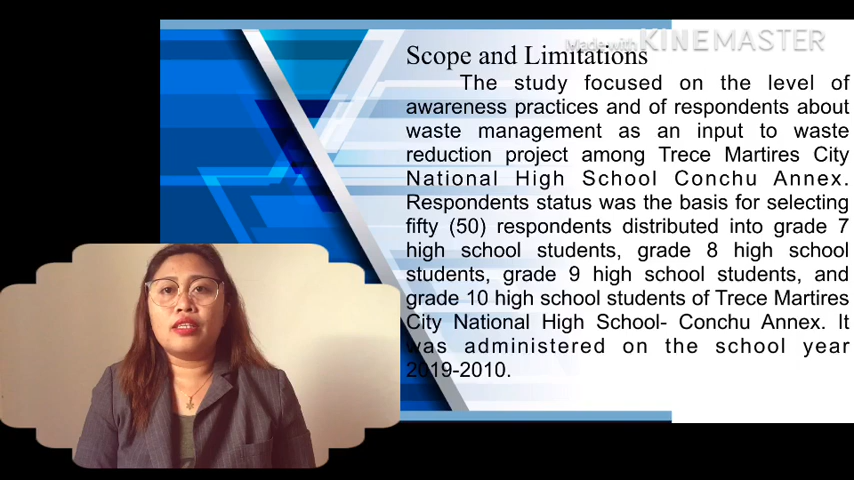 Made with KINEMASTER
Scope and Limitations
The study focused on the level of
awareness practices and of respondents about
waste management as an input to waste
reduction project among Trece Martires City
National High School Conchu Annex.
Respondents status was the basis for selecting
fifty (50) respondents distributed into grade 7
high school students, grade 8 high school
students, grade 9 high school students, and
grade 10 high school students of Trece Martires
City National High School- Conchu Annex. It
was administered on the school year
2019-2010.